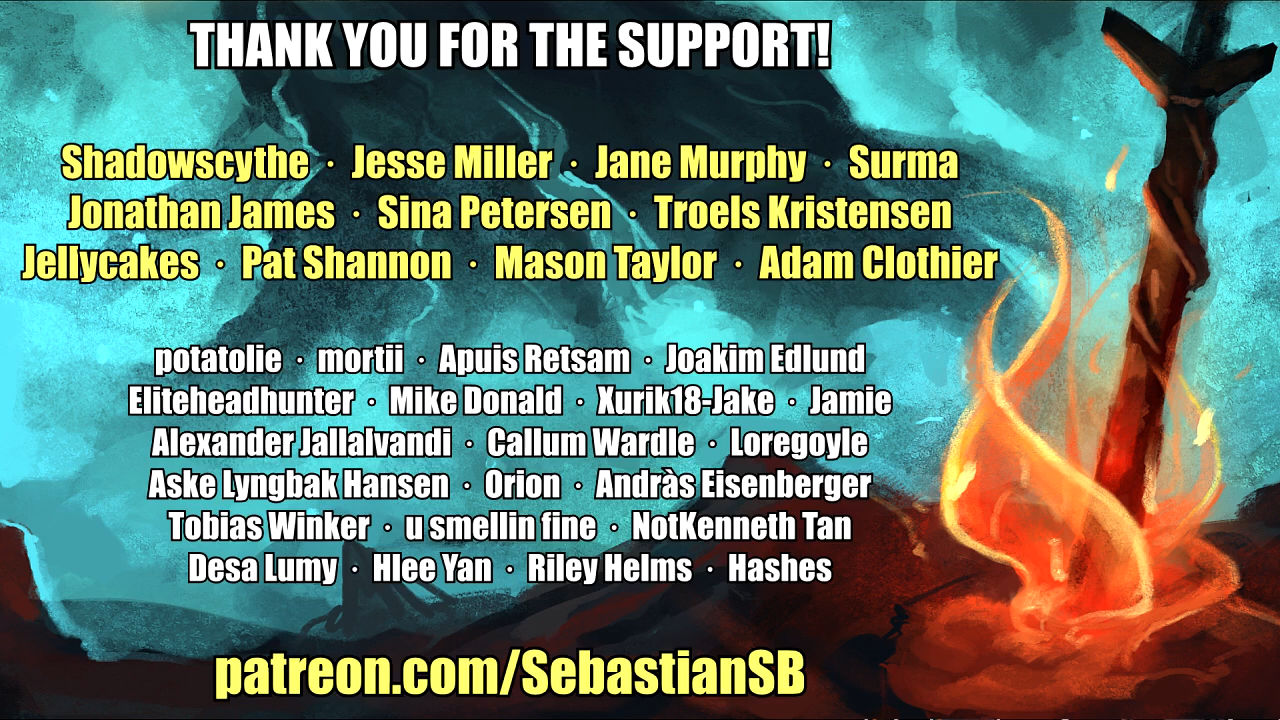 THANK YOU FOR THE SUPPORT!
Shadowscythe · Jesse Miller · Jane Murphy · Surma
Jonathan James · Sina Petersen · Troels Kristensen
Jellycakes · Pat Shannon · Mason Taylor · Adam Clothier
potatolie · mortii · Apuis Retsam · Joakim Edlund
Eliteheadhunter · Mike Donald · Xurik18-Jake · Jamie
Alexander Jallalvandi · Callum Wardle · Loregoyle
Aske Lyngbak Hansen · Orion · Andràs Eisenberger
Tobias Winker · u smellin fine · NotKenneth Tan
Desa Lumy · Hlee Yan · Riley Helms · Hashes
patreon.com/SebastianSB